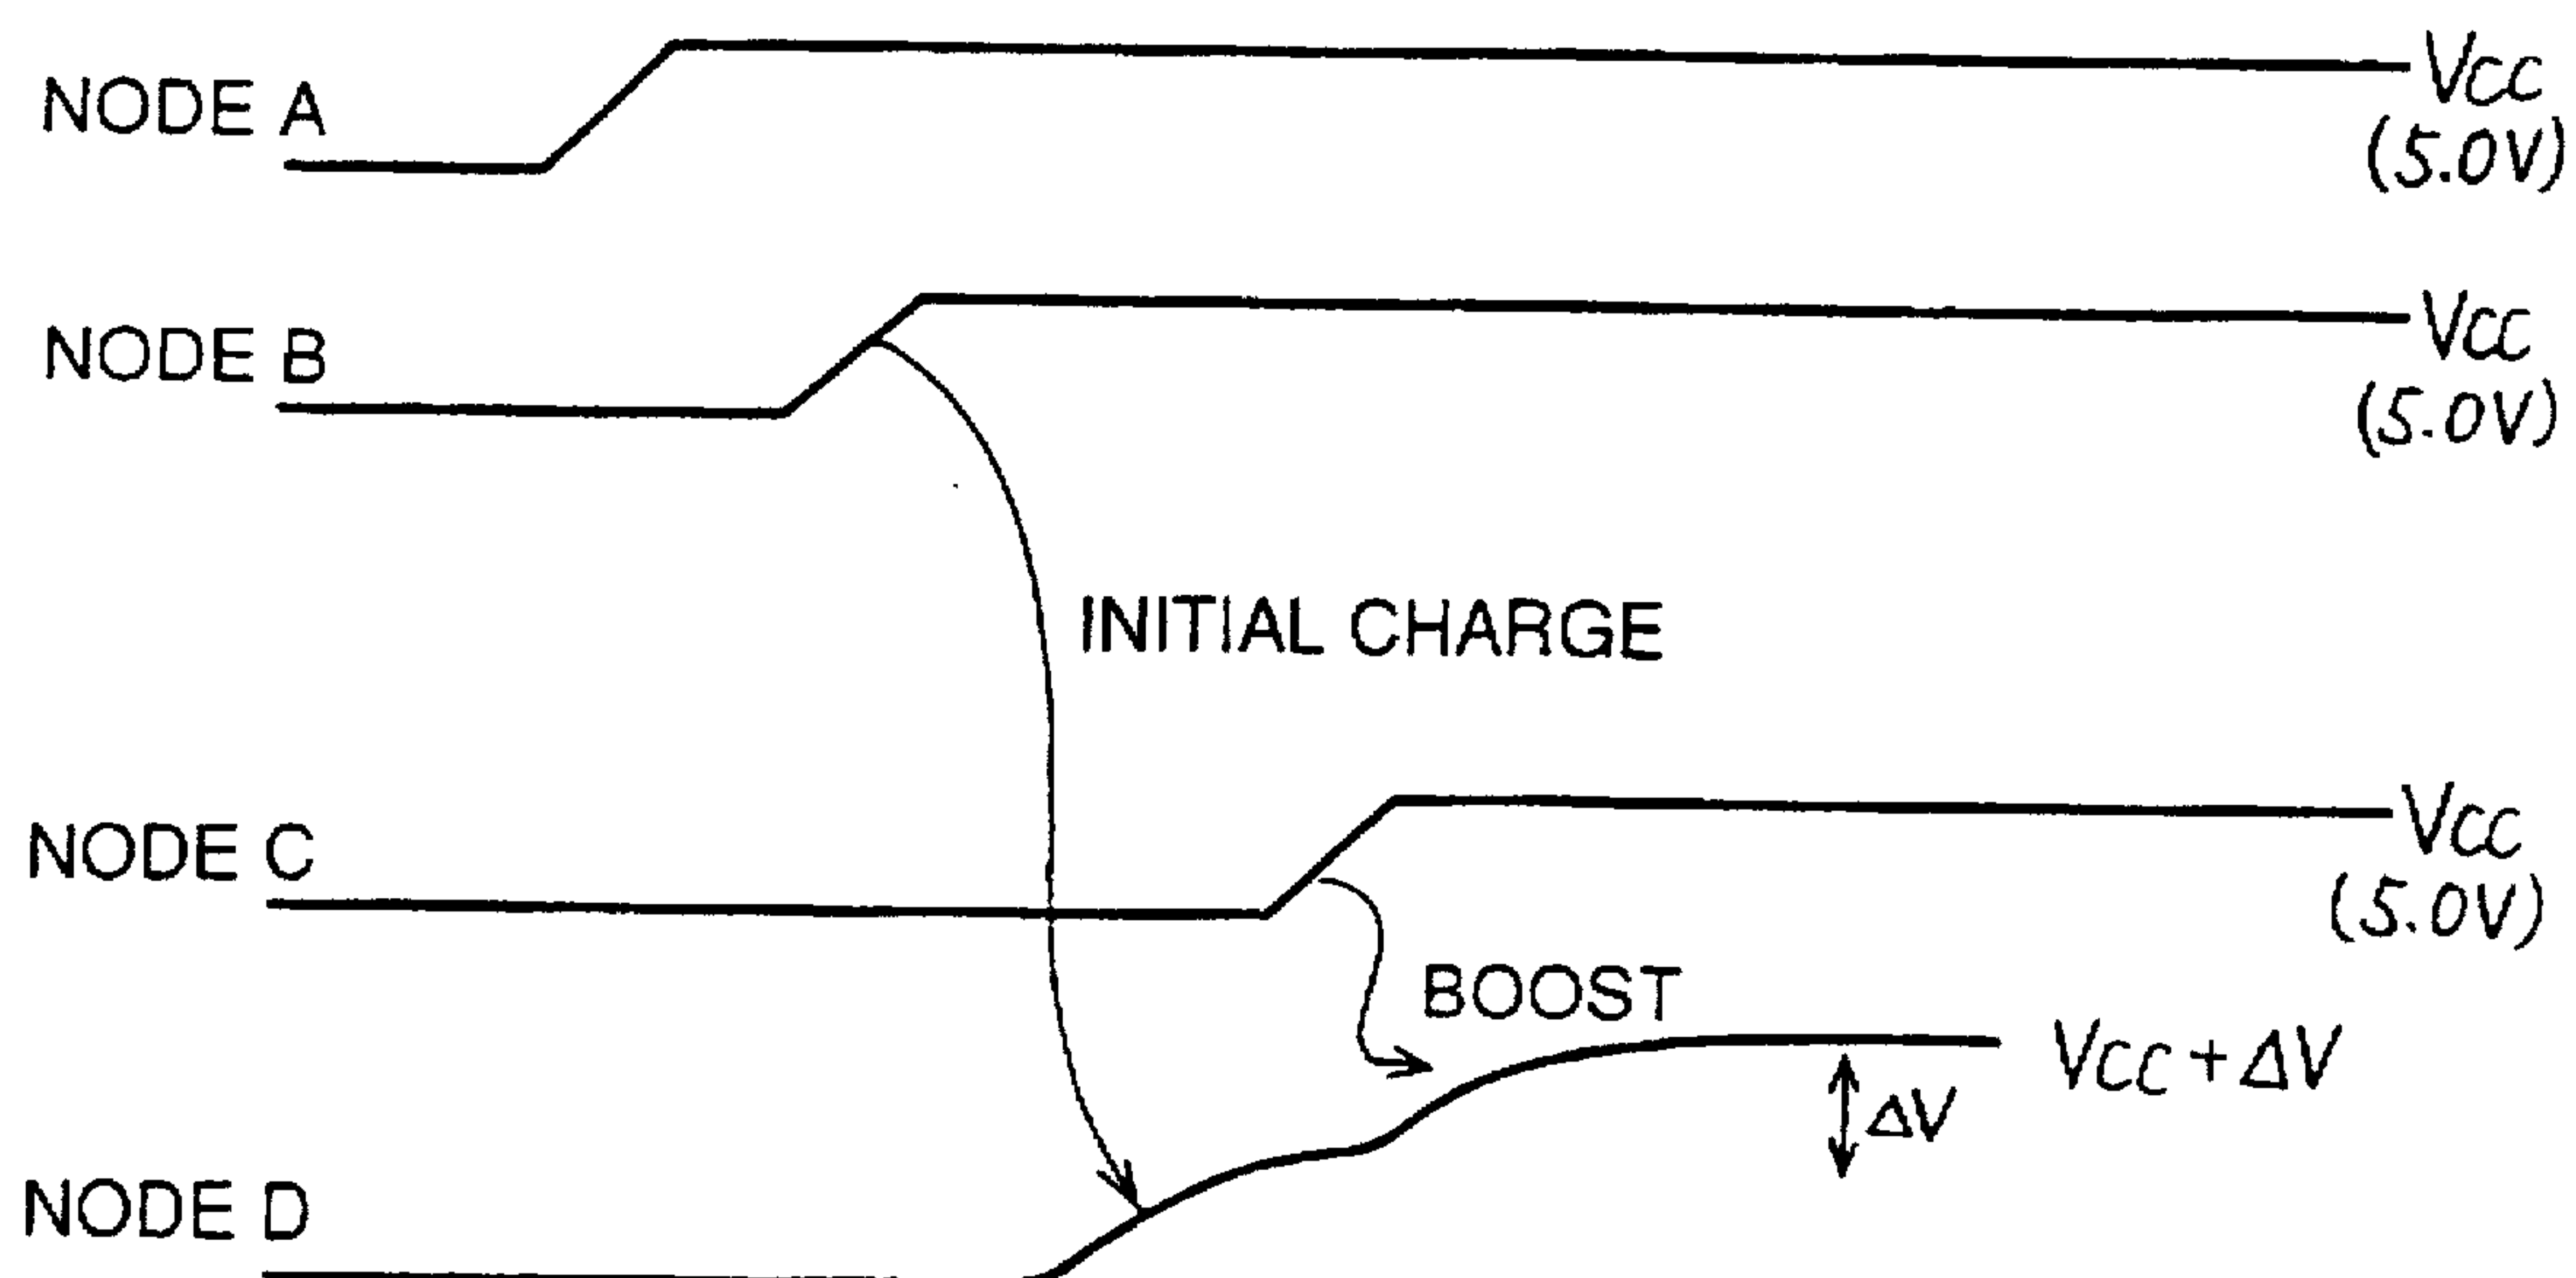 NODE A
Vcc
(5.0V)
NODE B
Vcc
(5.0V)
INITIAL CHARGE
NODE C
Vcc
(5.0V)
BOOST
Vcc+ΔV
ΔV
NODE D